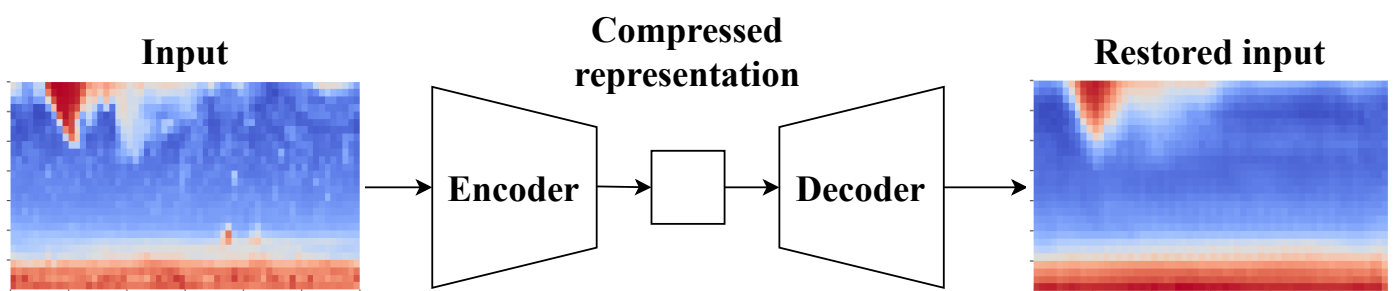 Input
Compressed
representation
Restored input
Encoder
Decoder